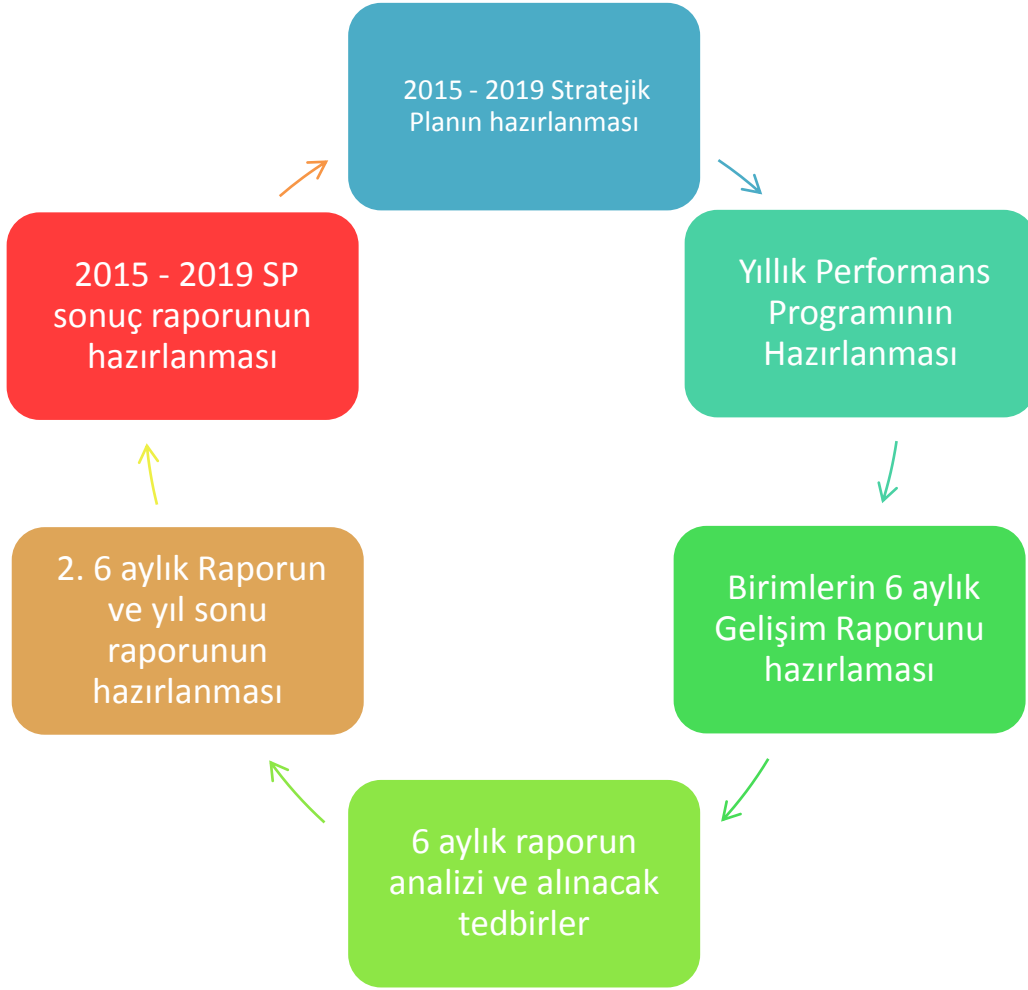 2015 - 2019 Stratejik
Planın hazırlanması
Yıllık Performans
Programının
Hazırlanması
Birimlerin 6 aylık
Gelişim Raporunu
hazırlaması
6 aylık raporun
analizi ve alınacak
tedbirler
2. 6 aylık Raporun
ve yıl sonu
raporunun
hazırlanması
2015 - 2019 SP
sonuç raporunun
hazırlanması